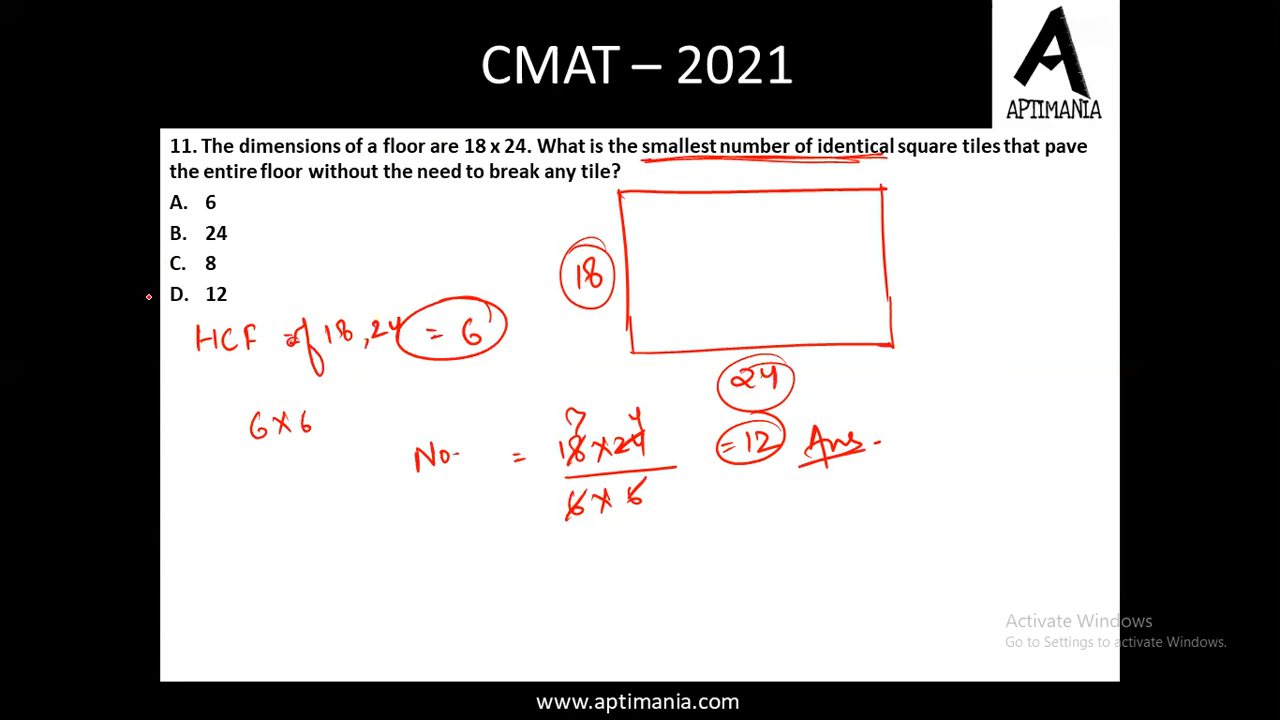 CMAT – 2021
APTIMANIA
11. The dimensions of a floor are 18 x 24. What is the smallest number of identical square tiles that pave
the entire floor without the need to break any tile?
A. 6
B. 24
C. 8
D. 12
18
HCF of 18, 24 = 6
24
6 x 6
3 4
No. = 18 x 24 = 12 Ans.
6 x 6
Activate Windows
Go to Settings to activate Windows.
www.aptimania.com